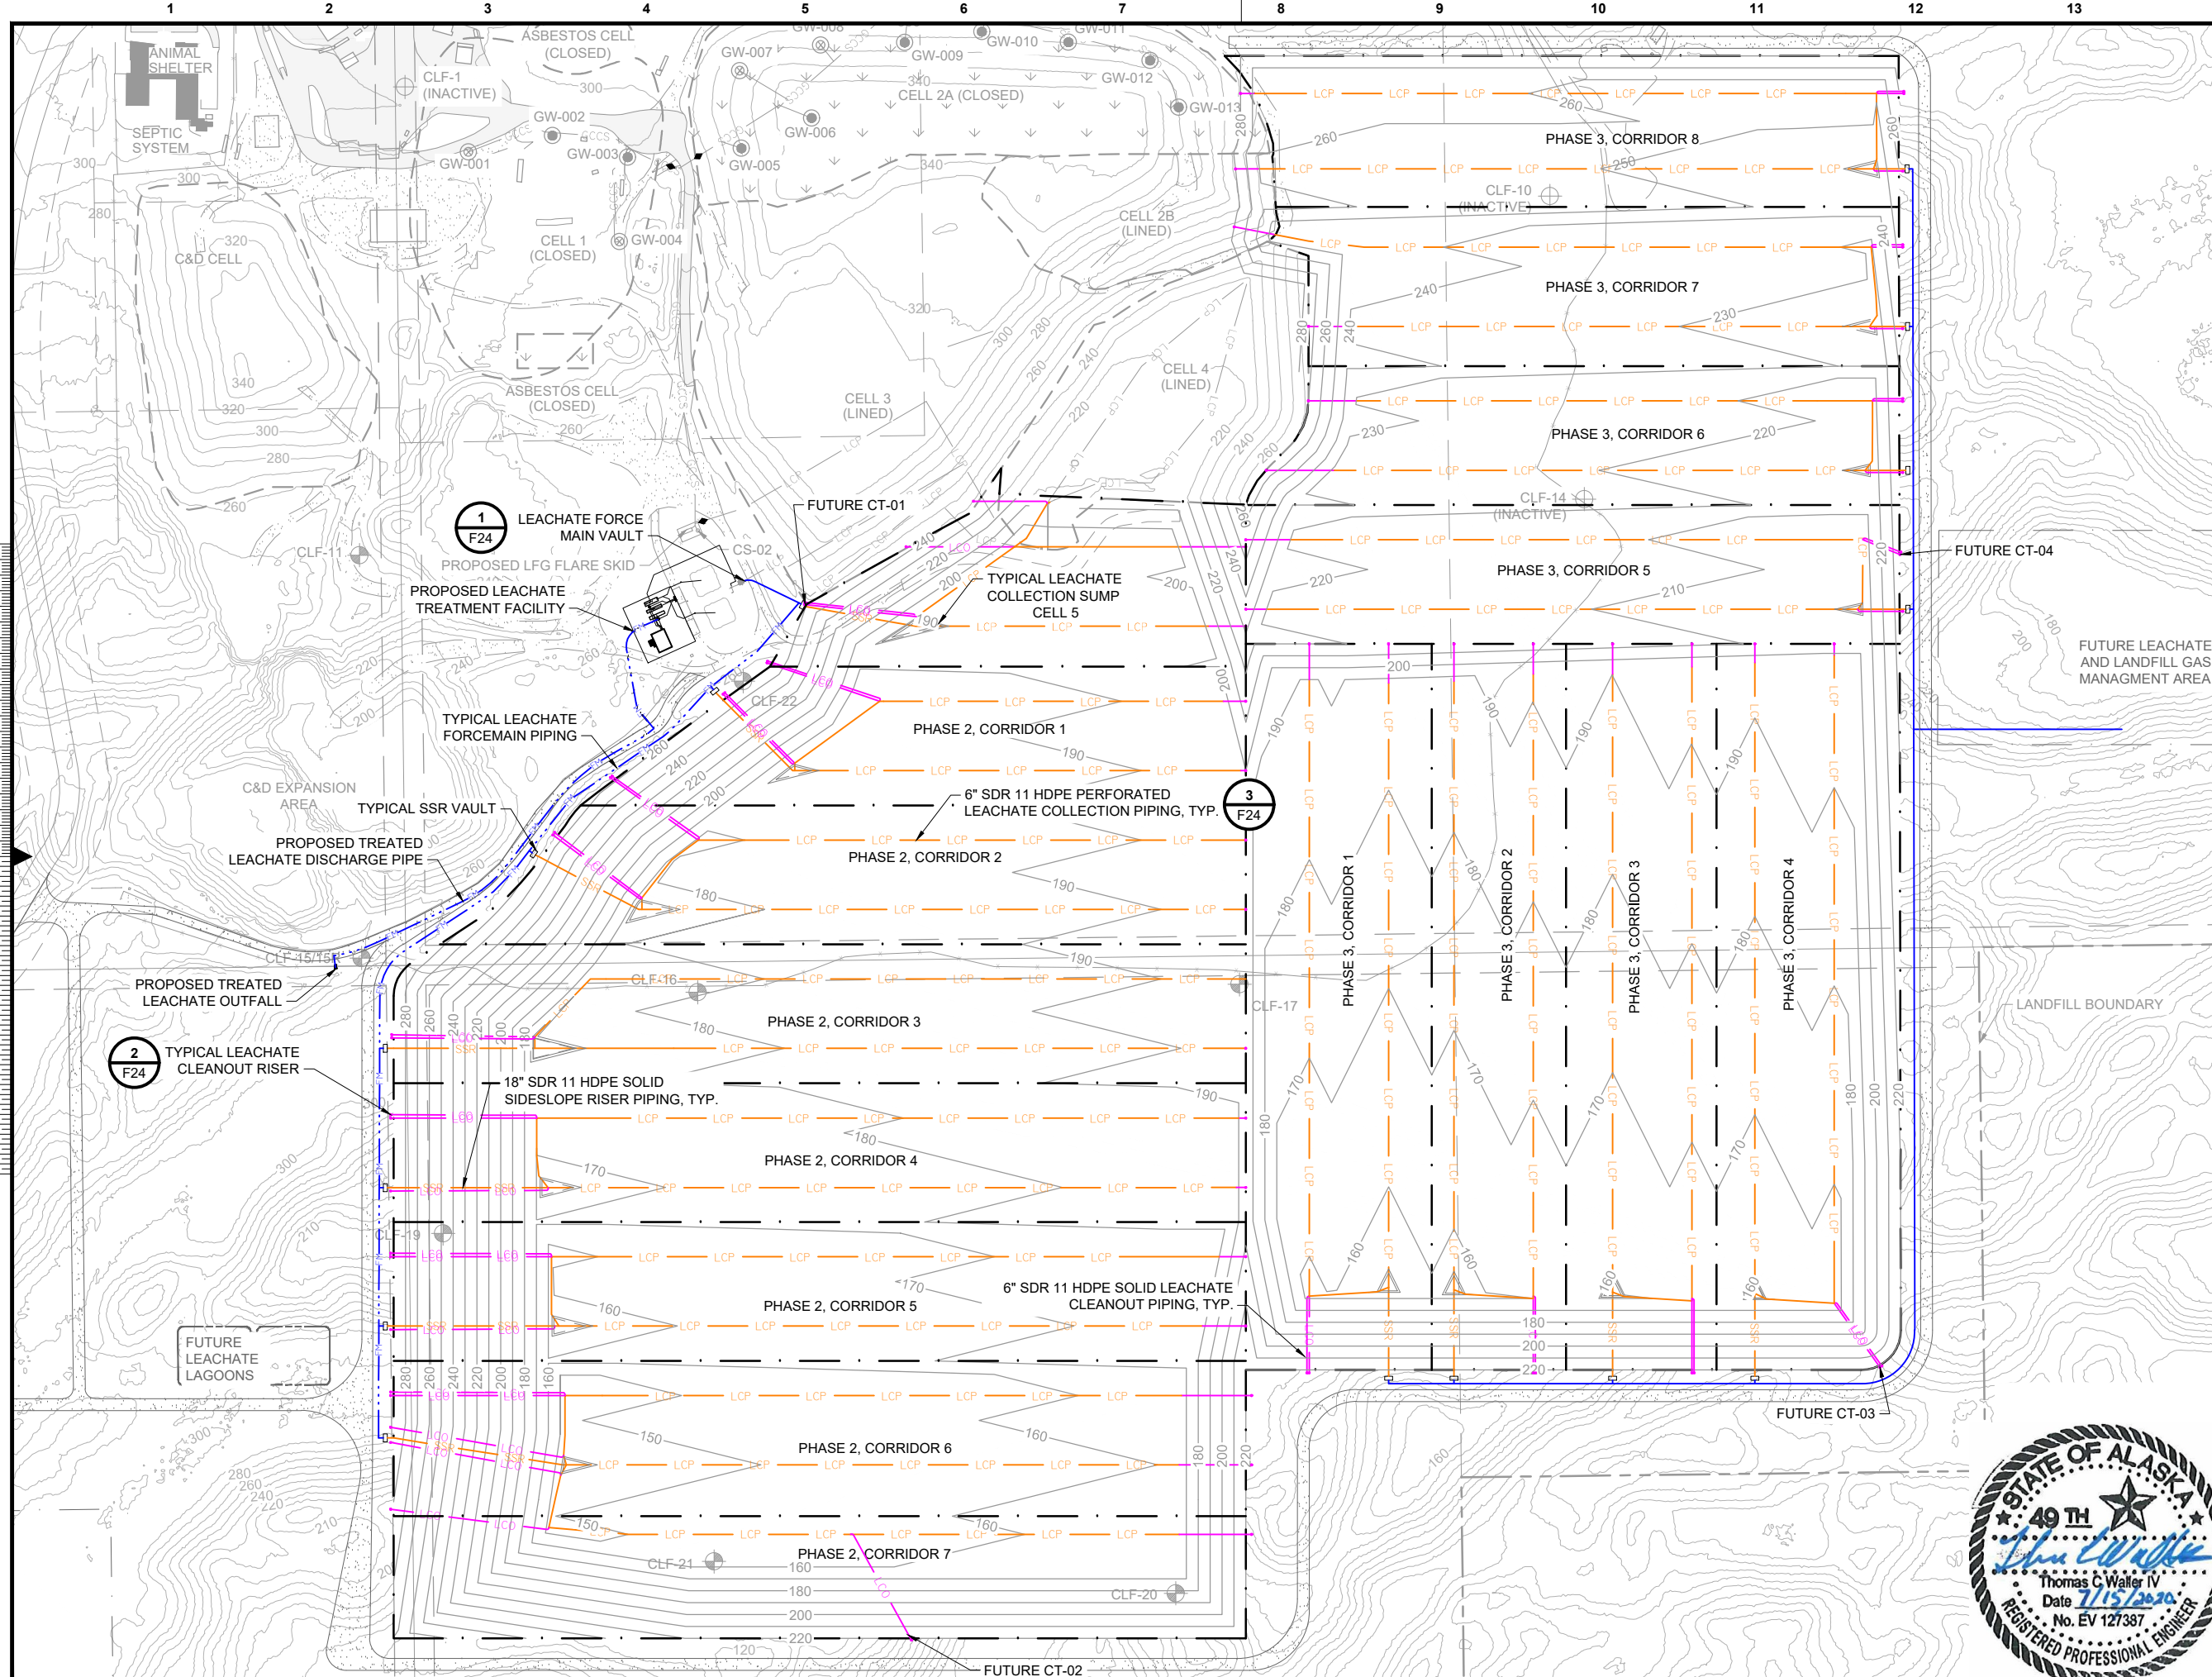 1 2 3 4 5 6 7 8 9 10 11 12 13
ANIMAL
SHELTER
SEPTIC
SYSTEM
CLF-1
(INACTIVE)
ASBESTOS CELL
(CLOSED)
GW-001
GW-002
GW-003
GW-004
GW-005
GW-006
GW-007
GW-008
GW-009
GW-010
GW-011
GW-012
GW-013
CELL 2A (CLOSED)
CELL 2B
(LINED)
CELL 1
(CLOSED)
C&D CELL
ASBESTOS CELL
(CLOSED)
CELL 3
(LINED)
CELL 4
(LINED)
PHASE 3, CORRIDOR 8
CLF-10
(INACTIVE)
PHASE 3, CORRIDOR 7
PHASE 3, CORRIDOR 6
CLF-14
(INACTIVE)
PHASE 3, CORRIDOR 5
FUTURE CT-04
FUTURE LEACHATE
AND LANDFILL GAS
MANAGMENT AREA
1
F24
LEACHATE FORCE
MAIN VAULT
FUTURE CT-01
CLF-11
CS-02
PROPOSED LFG FLARE SKID
PROPOSED LEACHATE
TREATMENT FACILITY
TYPICAL LEACHATE
COLLECTION SUMP
CELL 5
CLF-22
TYPICAL LEACHATE
FORCEMAIN PIPING
PHASE 2, CORRIDOR 1
C&D EXPANSION
AREA
TYPICAL SSR VAULT
6" SDR 11 HDPE PERFORATED
LEACHATE COLLECTION PIPING, TYP.
3
F24
PROPOSED TREATED
LEACHATE DISCHARGE PIPE
PHASE 2, CORRIDOR 2
PHASE 3, CORRIDOR 1
PHASE 3, CORRIDOR 2
PHASE 3, CORRIDOR 3
PHASE 3, CORRIDOR 4
CLF-15/15R
PROPOSED TREATED
LEACHATE OUTFALL
CLF-16
CLF-17
LANDFILL BOUNDARY
PHASE 2, CORRIDOR 3
2
F24
TYPICAL LEACHATE
CLEANOUT RISER
18" SDR 11 HDPE SOLID
SIDESLOPE RISER PIPING, TYP.
PHASE 2, CORRIDOR 4
CLF-19
6" SDR 11 HDPE SOLID LEACHATE
CLEANOUT PIPING, TYP.
PHASE 2, CORRIDOR 5
FUTURE
LEACHATE
LAGOONS
FUTURE CT-03
PHASE 2, CORRIDOR 6
PHASE 2, CORRIDOR 7
CLF-21
CLF-20
FUTURE CT-02
STATE OF ALASKA
49 TH
Thomas C Waller IV
Date 7/15/2020
No. EV 127387
REGISTERED PROFESSIONAL ENGINEER